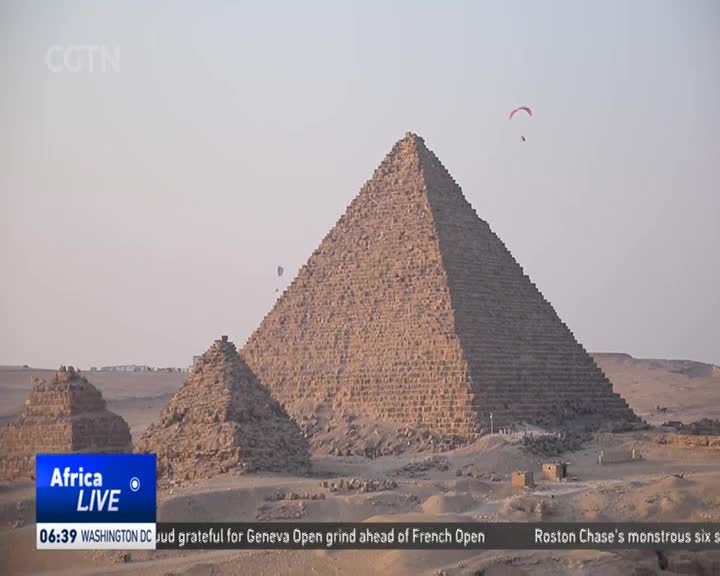 CGTN
Africa
LIVE
06:39 WASHINGTON DC
uud grateful for Geneva Open grind ahead of French Open Roston Chase's monstrous six s